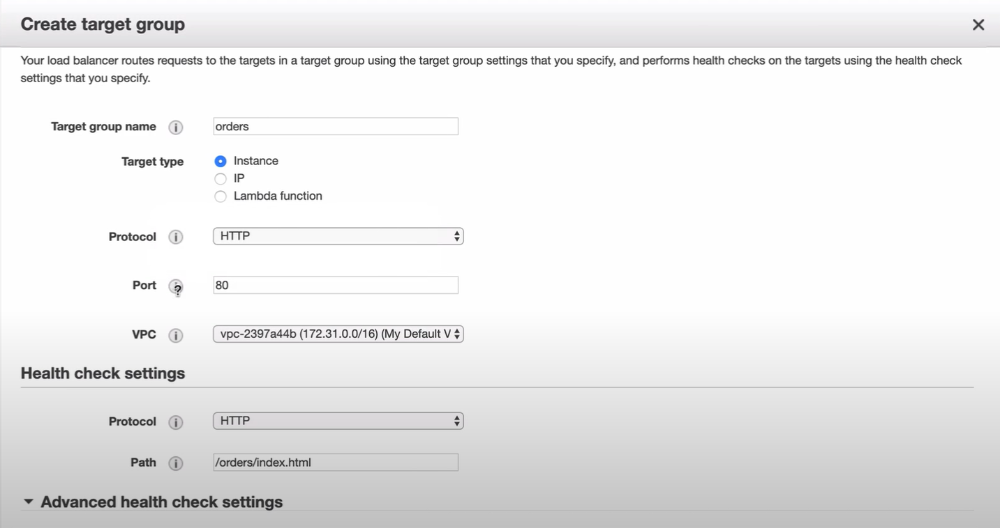 Create target group
Your load balancer routes requests to the targets in a target group using the target group settings that you specify, and performs health checks on the targets using the health check
settings that you specify.
Target group name orders
Target type Instance
IP
Lambda function
Protocol HTTP
Port 80
VPC vpc-2397a44b (172.31.0.0/16) (My Default V
Health check settings
Protocol HTTP
Path /orders/index.html
Advanced health check settings